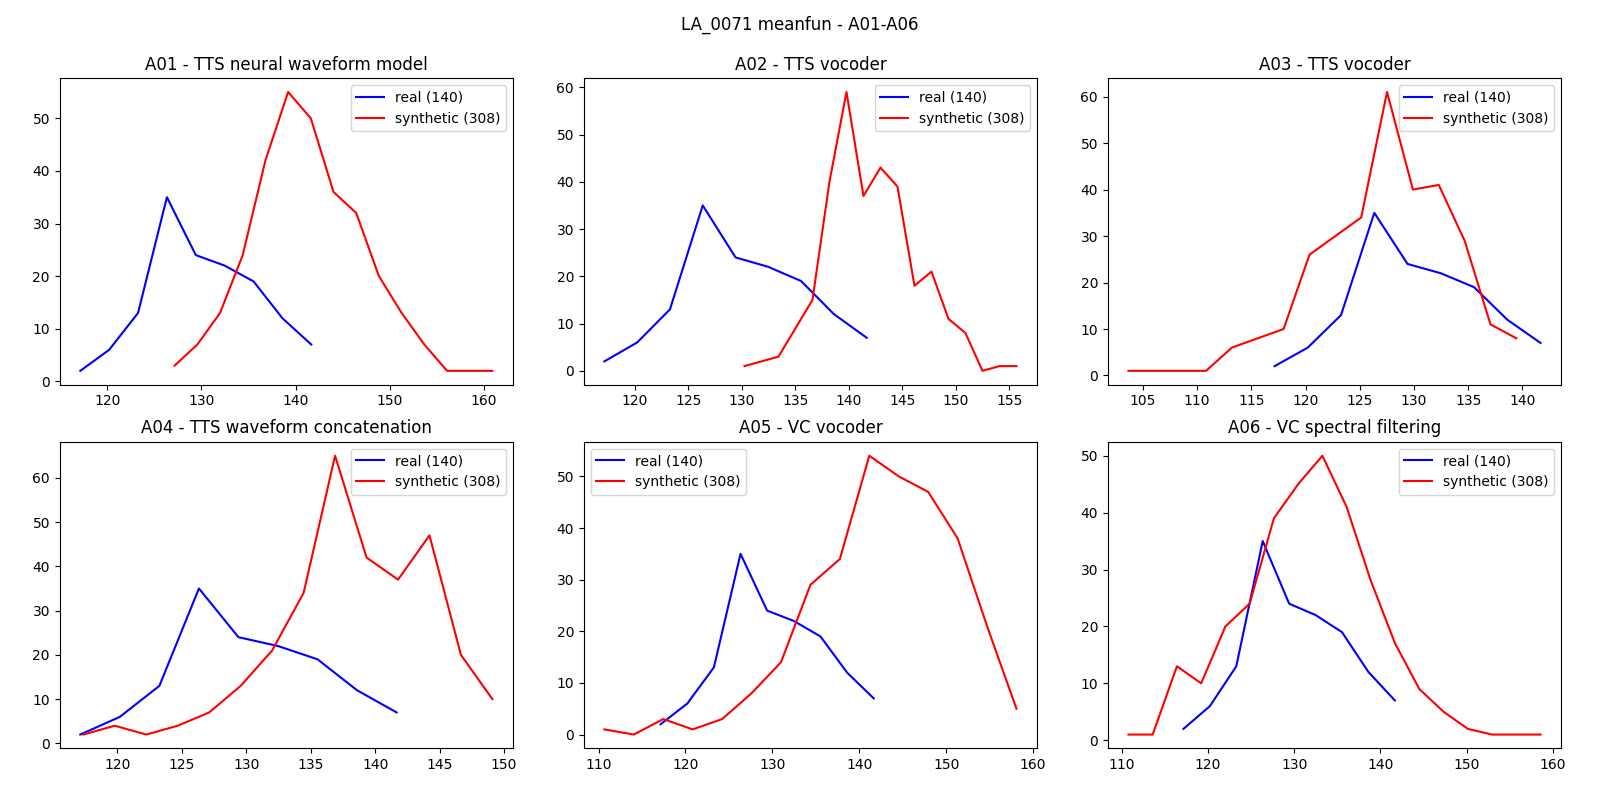 LA_0071 meanfun - A01-A06
A01 - TTS neural waveform model
real (140)
synthetic (308)
50
40
30
20
10
0
120 130 140 150 160
A02 - TTS vocoder
real (140)
synthetic (308)
60
50
40
30
20
10
0
120 125 130 135 140 145 150 155
A03 - TTS vocoder
real (140)
synthetic (308)
60
50
40
30
20
10
0
105 110 115 120 125 130 135 140
A04 - TTS waveform concatenation
real (140)
synthetic (308)
60
50
40
30
20
10
0
120 125 130 135 140 145 150
A05 - VC vocoder
real (140)
synthetic (308)
50
40
30
20
10
0
110 120 130 140 150 160
A06 - VC spectral filtering
real (140)
synthetic (308)
50
40
30
20
10
0
110 120 130 140 150 160